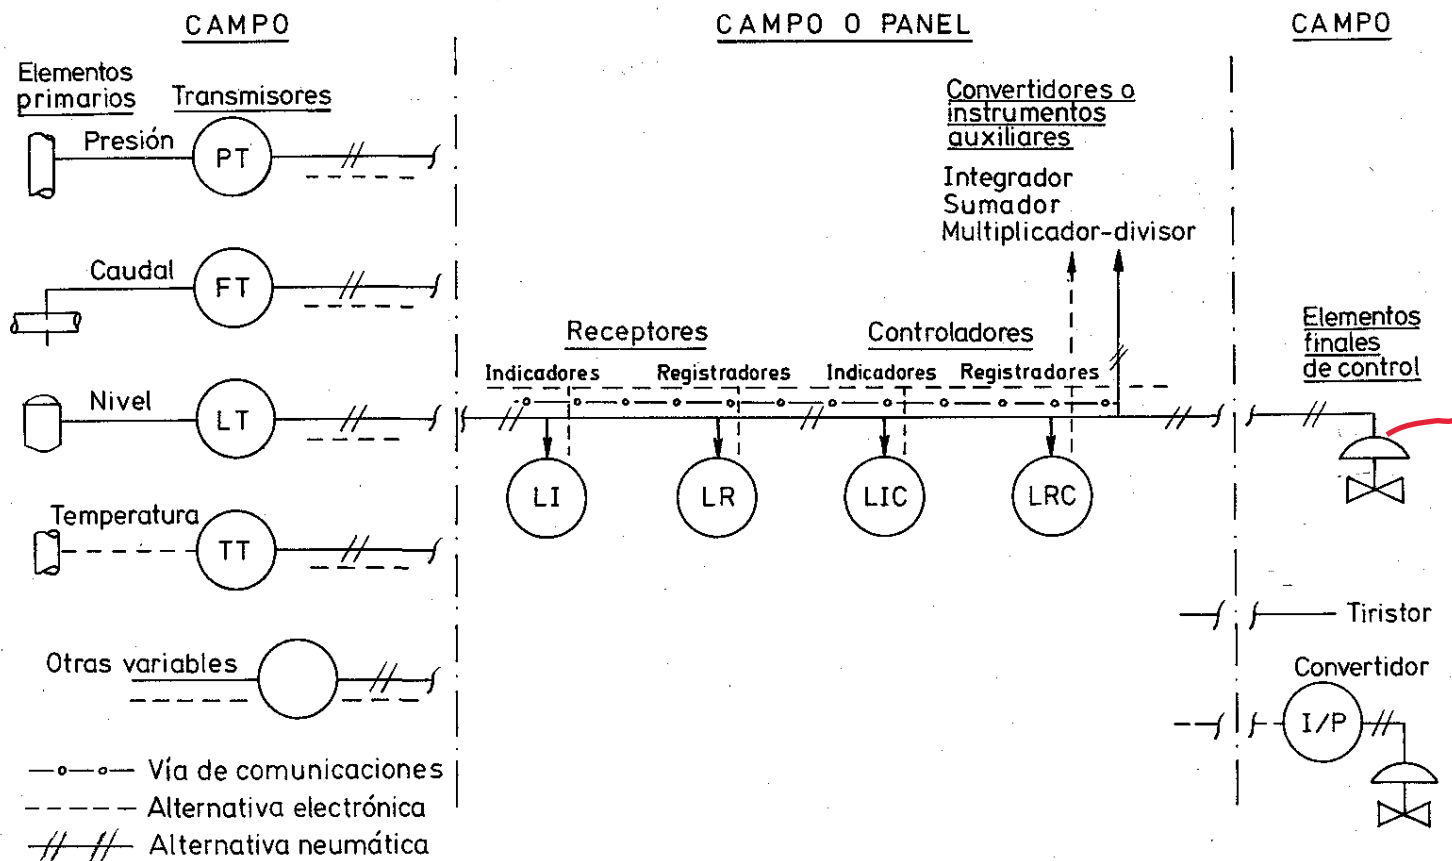 CAMPO
CAMPO O PANEL
CAMPO
Elementos
primarios
Transmisores
Presión
PT
Caudal
FT
Nivel
LT
Temperatura
TT
Otras variables
Vía de comunicaciones
Alternativa electrónica
Alternativa neumática
Convertidores o
instrumentos
auxiliares
Integrador
Sumador
Multiplicador-divisor
Receptores
Controladores
Indicadores
Registradores
Indicadores
Registradores
LI
LR
LIC
LRC
Elementos
finales
de control
Tiristor
Convertidor
I/P